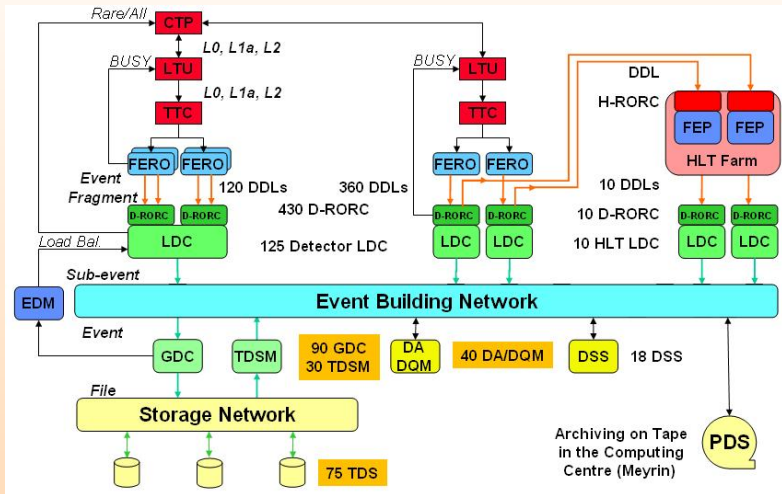 Rare/All
CTP
L0, L1a, L2
BUSY
LTU
L0, L1a, L2
TTC
FERO
FERO
Event
Fragment
120 DDLs
D-RORC
D-RORC
430 D-RORC
LDC
125 Detector LDC
Load Bal.
BUSY
LTU
TTC
FERO
FERO
360 DDLs
D-RORC
D-RORC
LDC
LDC
DDL
H-RORC
FEP
FEP
HLT Farm
10 DDLs
10 D-RORC
D-RORC
D-RORC
10 HLT LDC
LDC
LDC
Sub-event
EDM
Event Building Network
Event
GDC
TDSM
90 GDC
30 TDSM
DA
DQM
40 DA/DQM
DSS
18 DSS
File
Storage Network
75 TDS
Archiving on Tape
in the Computing
Centre (Meyrin)
PDS